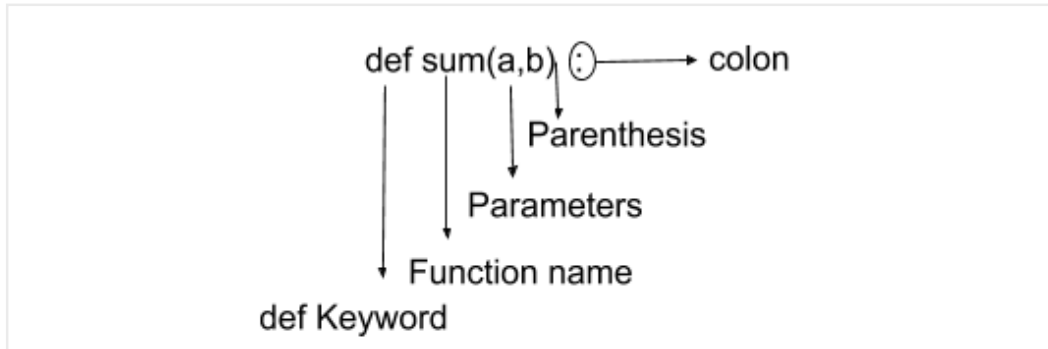 def sum(a,b) : colon
Parenthesis
Parameters
Function name
def Keyword